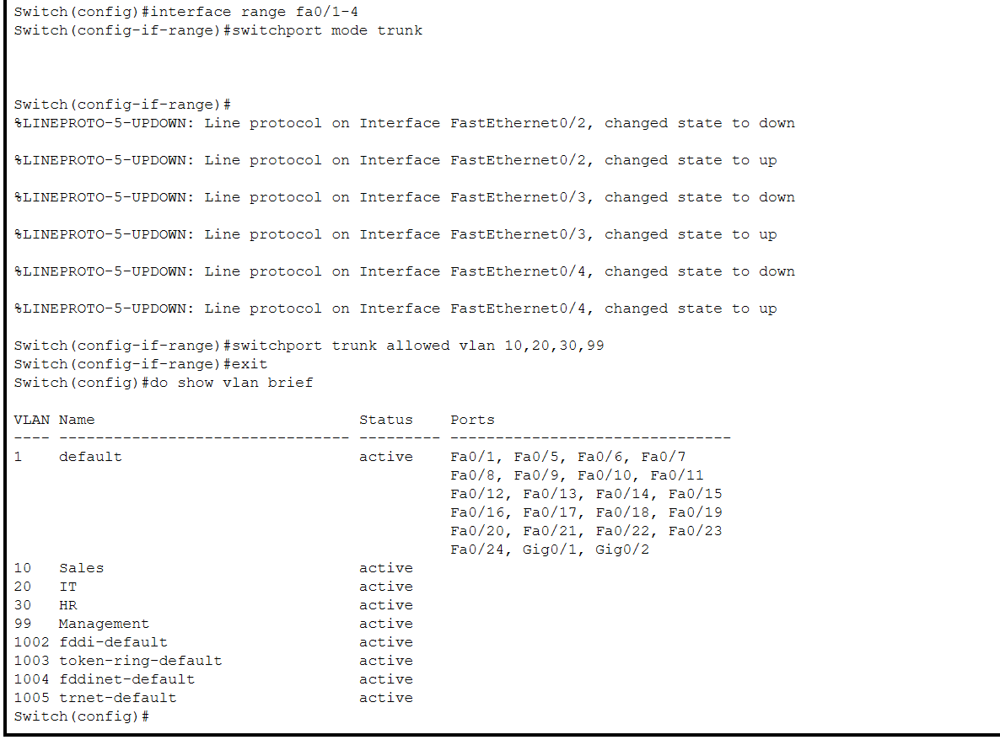 Switch(config)#interface range fa0/1-4
Switch(config-if-range)#switchport mode trunk
Switch(config-if-range)#
%LINEPROTO-5-UPDOWN: Line protocol on Interface FastEthernet0/2, changed state to down
%LINEPROTO-5-UPDOWN: Line protocol on Interface FastEthernet0/2, changed state to up
%LINEPROTO-5-UPDOWN: Line protocol on Interface FastEthernet0/3, changed state to down
%LINEPROTO-5-UPDOWN: Line protocol on Interface FastEthernet0/3, changed state to up
%LINEPROTO-5-UPDOWN: Line protocol on Interface FastEthernet0/4, changed state to down
%LINEPROTO-5-UPDOWN: Line protocol on Interface FastEthernet0/4, changed state to up
Switch(config-if-range)#switchport trunk allowed vlan 10,20,30,99
Switch(config-if-range)#exit
Switch(config)#do show vlan brief
VLAN Name                             Status    Ports
---- -------------------------------- --------- -------------------------------
1    default                          active    Fa0/1, Fa0/5, Fa0/6, Fa0/7
                                                Fa0/8, Fa0/9, Fa0/10, Fa0/11
                                                Fa0/12, Fa0/13, Fa0/14, Fa0/15
                                                Fa0/16, Fa0/17, Fa0/18, Fa0/19
                                                Fa0/20, Fa0/21, Fa0/22, Fa0/23
                                                Fa0/24, Gig0/1, Gig0/2
10   Sales                            active
20   IT                               active
30   HR                               active
99   Management                       active
1002 fddi-default                     active
1003 token-ring-default               active
1004 fddinet-default                  active
1005 trnet-default                    active
Switch(config)#